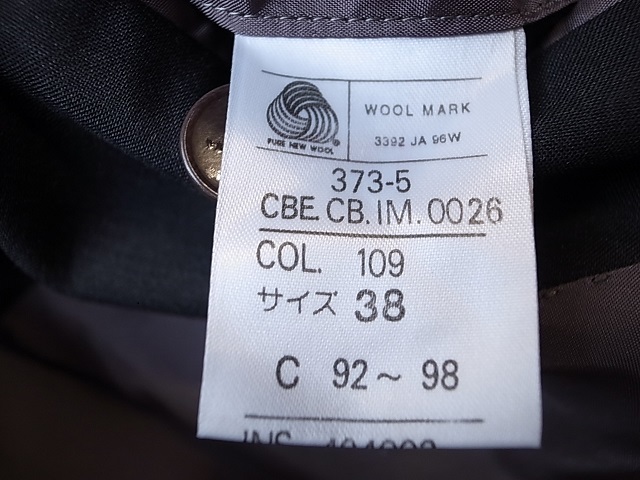 WOOL MARK
3392 JA 96W
PURE NEW WOOL
373-5
CBE.CB.IM.0026
COL. 109
サイズ 38
C 92~ 98